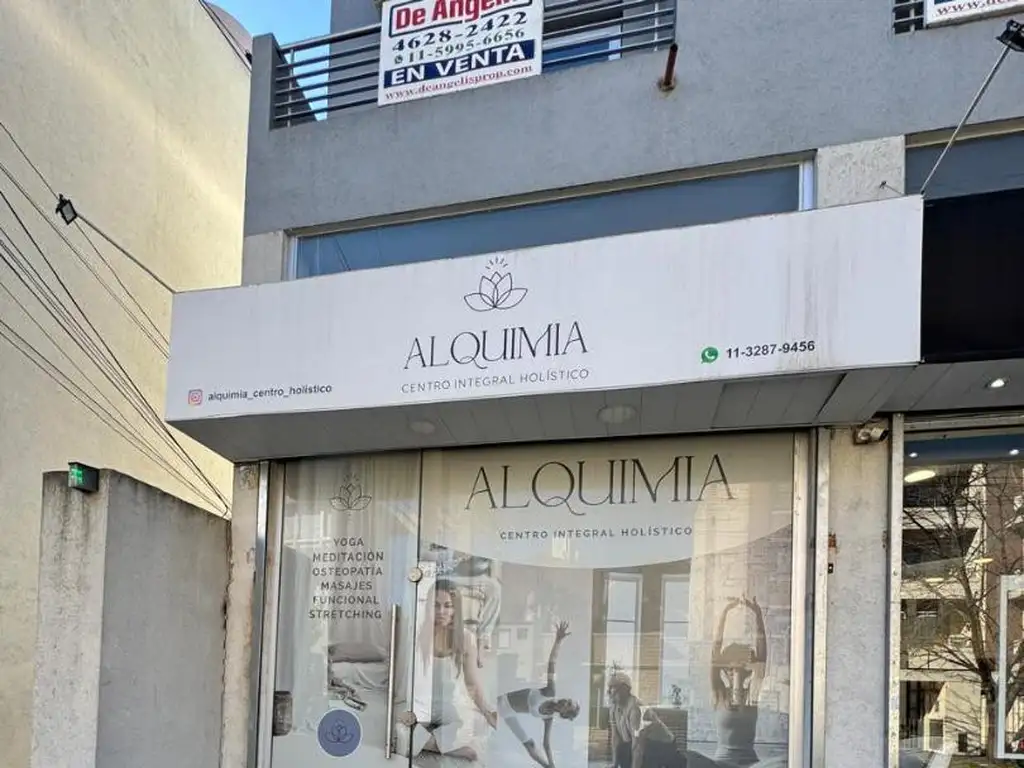 De Angelis
4628-2422
11-5995-6656
EN VENTA
www.deangelisprop.com
www.
ALQUIMIA
CENTRO INTEGRAL HOLÍSTICO
alquimia_centro_holistico
11-3287-9456
ALQUIMIA
CENTRO INTEGRAL HOLÍSTICO
YOGA
MEDITACIÓN
OSTEOPATÍA
MASAJES
FUNCIONAL
STRETCHING